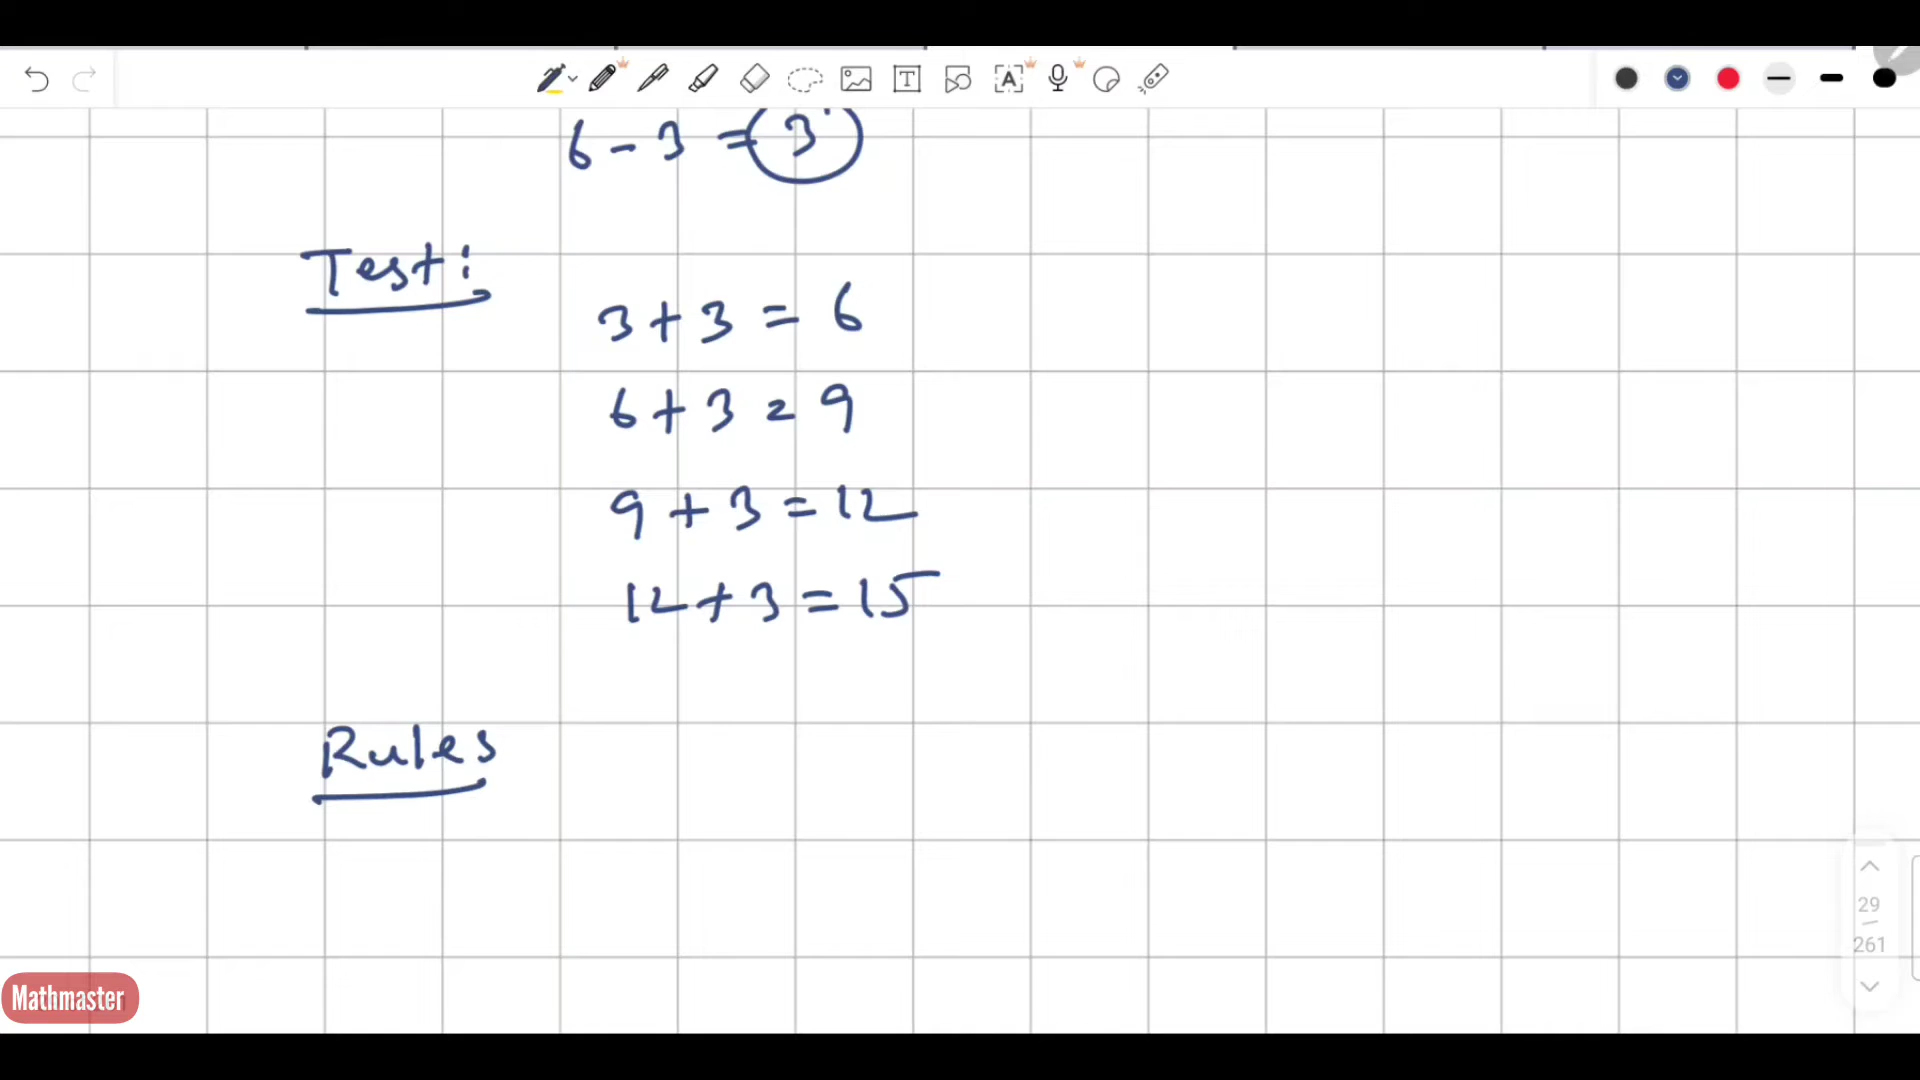 6 - 3 = 3
Test:
3 + 3 = 6
6 + 3 = 9
9 + 3 = 12
12 + 3 = 15
Rules
29
261
Mathmaster